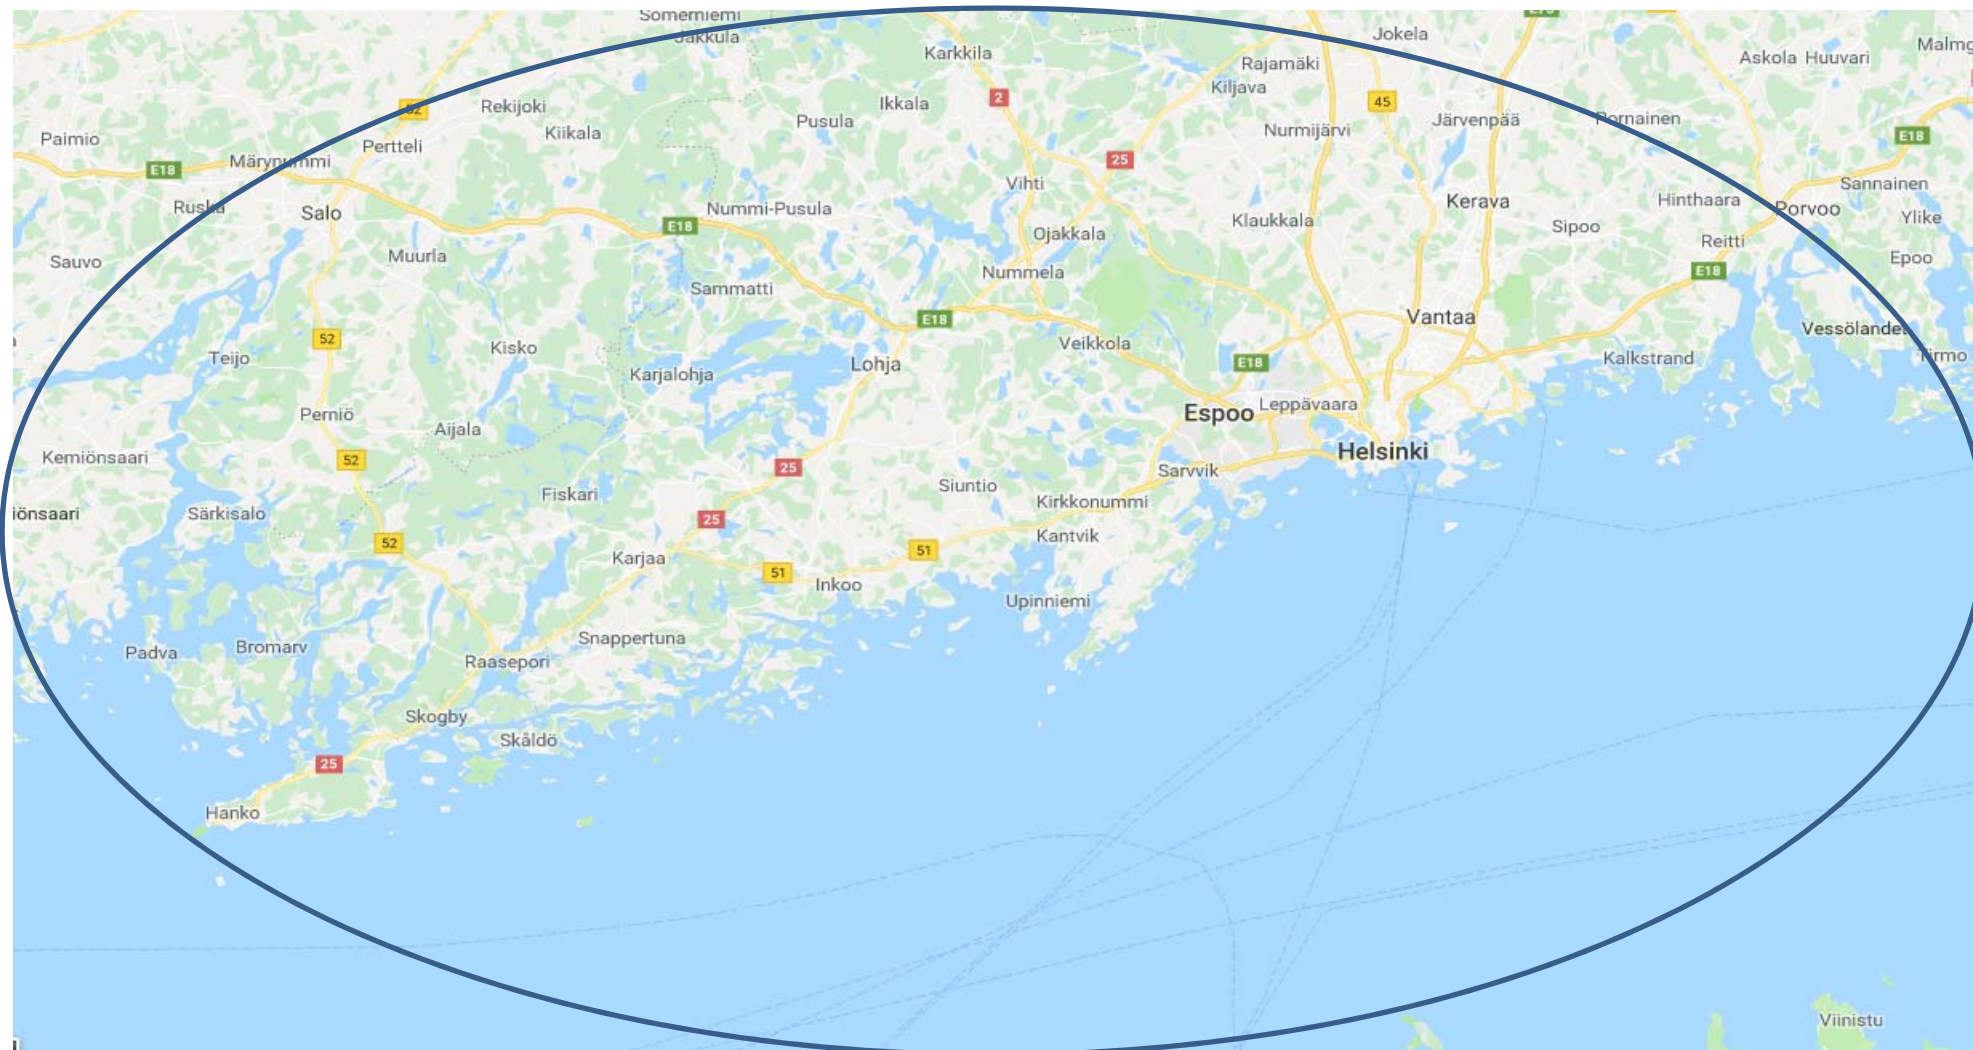 Somerniemi
Jakkula
Jokela
Karkkila
Askola Huuvari
Rajamäki
Kiljava
2
45
Ikkala
Rekijoki
52
Pusula
Järvenpää
Pornainen
Kiikala
Nurmijärvi
E18
Paimio
Pertteli
Märynummi
E18
25
Vihti
Sannainen
Ruska
Salo
Nummi-Pusula
Kerava
Hinthaara
Porvoo
Klaukkala
Ylike
E18
Sipoo
Ojakkala
Reitti
Muurla
Epoo
Sauvo
Nummela
E18
Sammatti
E18
Vantaa
Vessölandet
52
Veikkola
Kisko
Teijo
Lohja
E18
Kalkstrand
Karjalohja
Leppävaara
Espoo
Perniö
Aijala
Helsinki
Kemiönsaari
52
25
Sarvvik
Siuntio
Fiskari
Kirkkonummi
iönsaari
Särkisalo
25
Kantvik
52
51
Karjaa
51
Inkoo
Upinniemi
Snappertuna
Bromarv
Padva
Raasepori
Skogby
Skåldö
25
Hanko
Viinistu